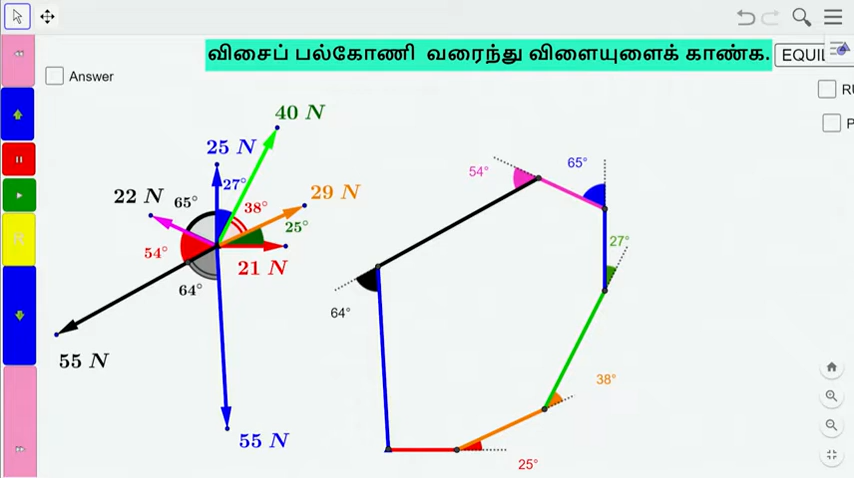 விசைப் பல்கோணி வரைந்து விளையுளைக் காண்க.
EQUIL
Answer
RU
P
40 N
25 N
27°
29 N
22 N
65°
38°
25°
54°
21 N
64°
55 N
55 N
54°
65°
27°
64°
38°
25°